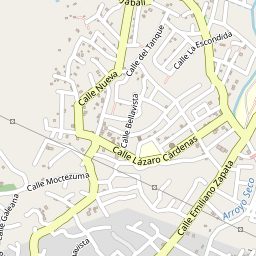 Jabalí
Calle del Tanque
Calle La Escondida
Calle Nueva
Calle Bellavista
Calle Lázaro Cárdenas
Calle Moctezuma
Calle Emiliano Zapata
Arroyo Seco
Calle Galeana